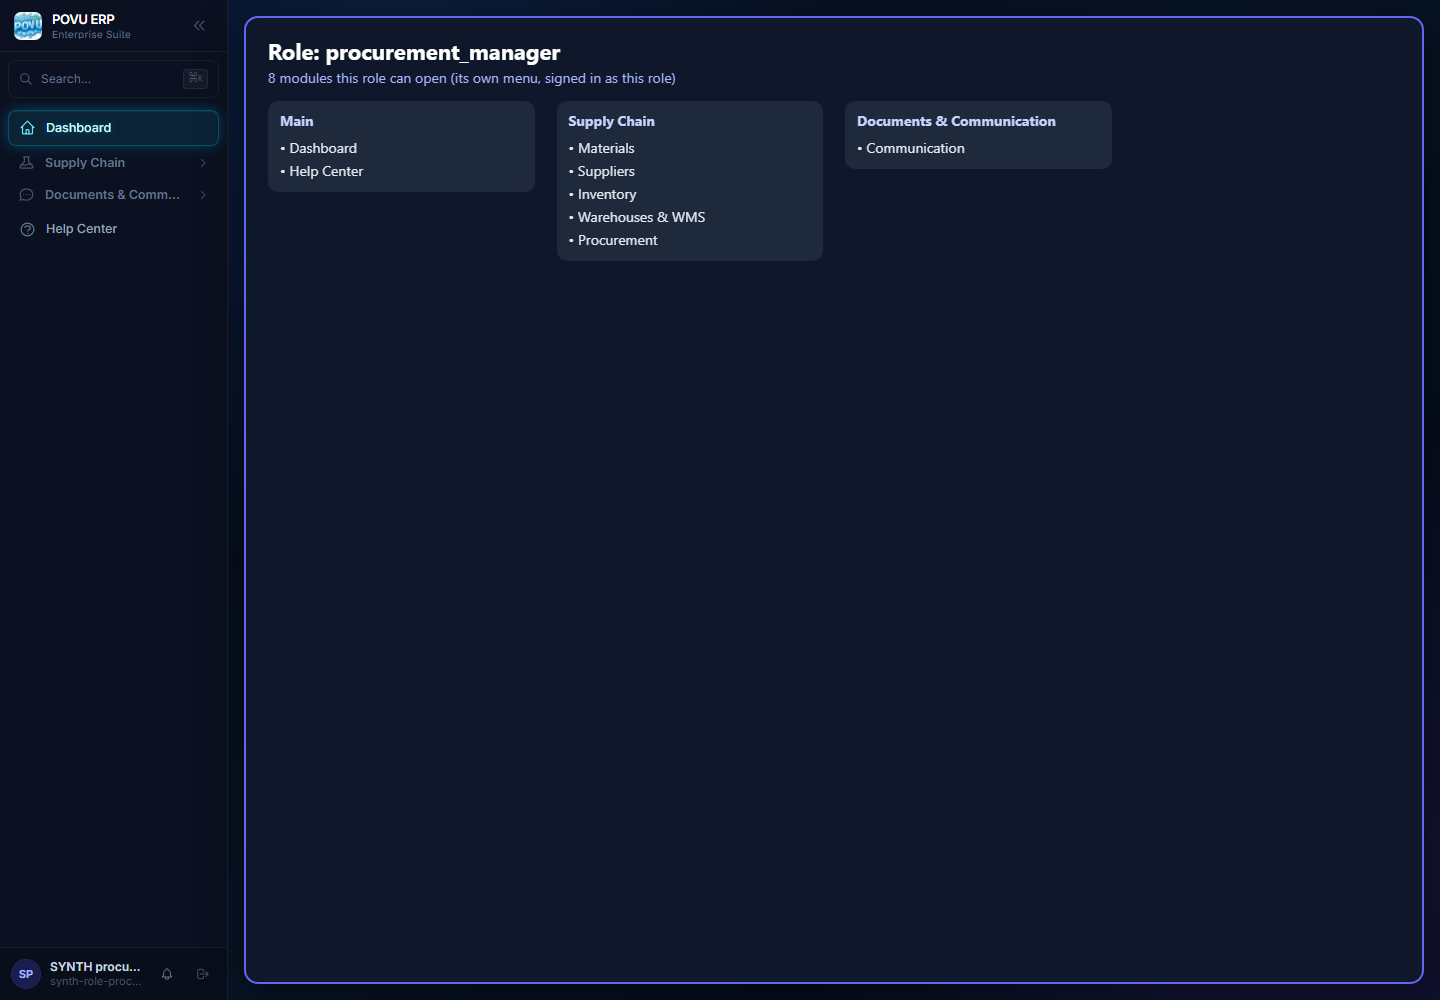 POVU ERP
Enterprise Suite
Search...
⌘K
Dashboard
Supply Chain
Documents & Comm...
Help Center
Role: procurement_manager
8 modules this role can open (its own menu, signed in as this role)
Main
• Dashboard
• Help Center
Supply Chain
• Materials
• Suppliers
• Inventory
• Warehouses & WMS
• Procurement
Documents & Communication
• Communication
SP
SYNTH procu...
synth-role-proc...